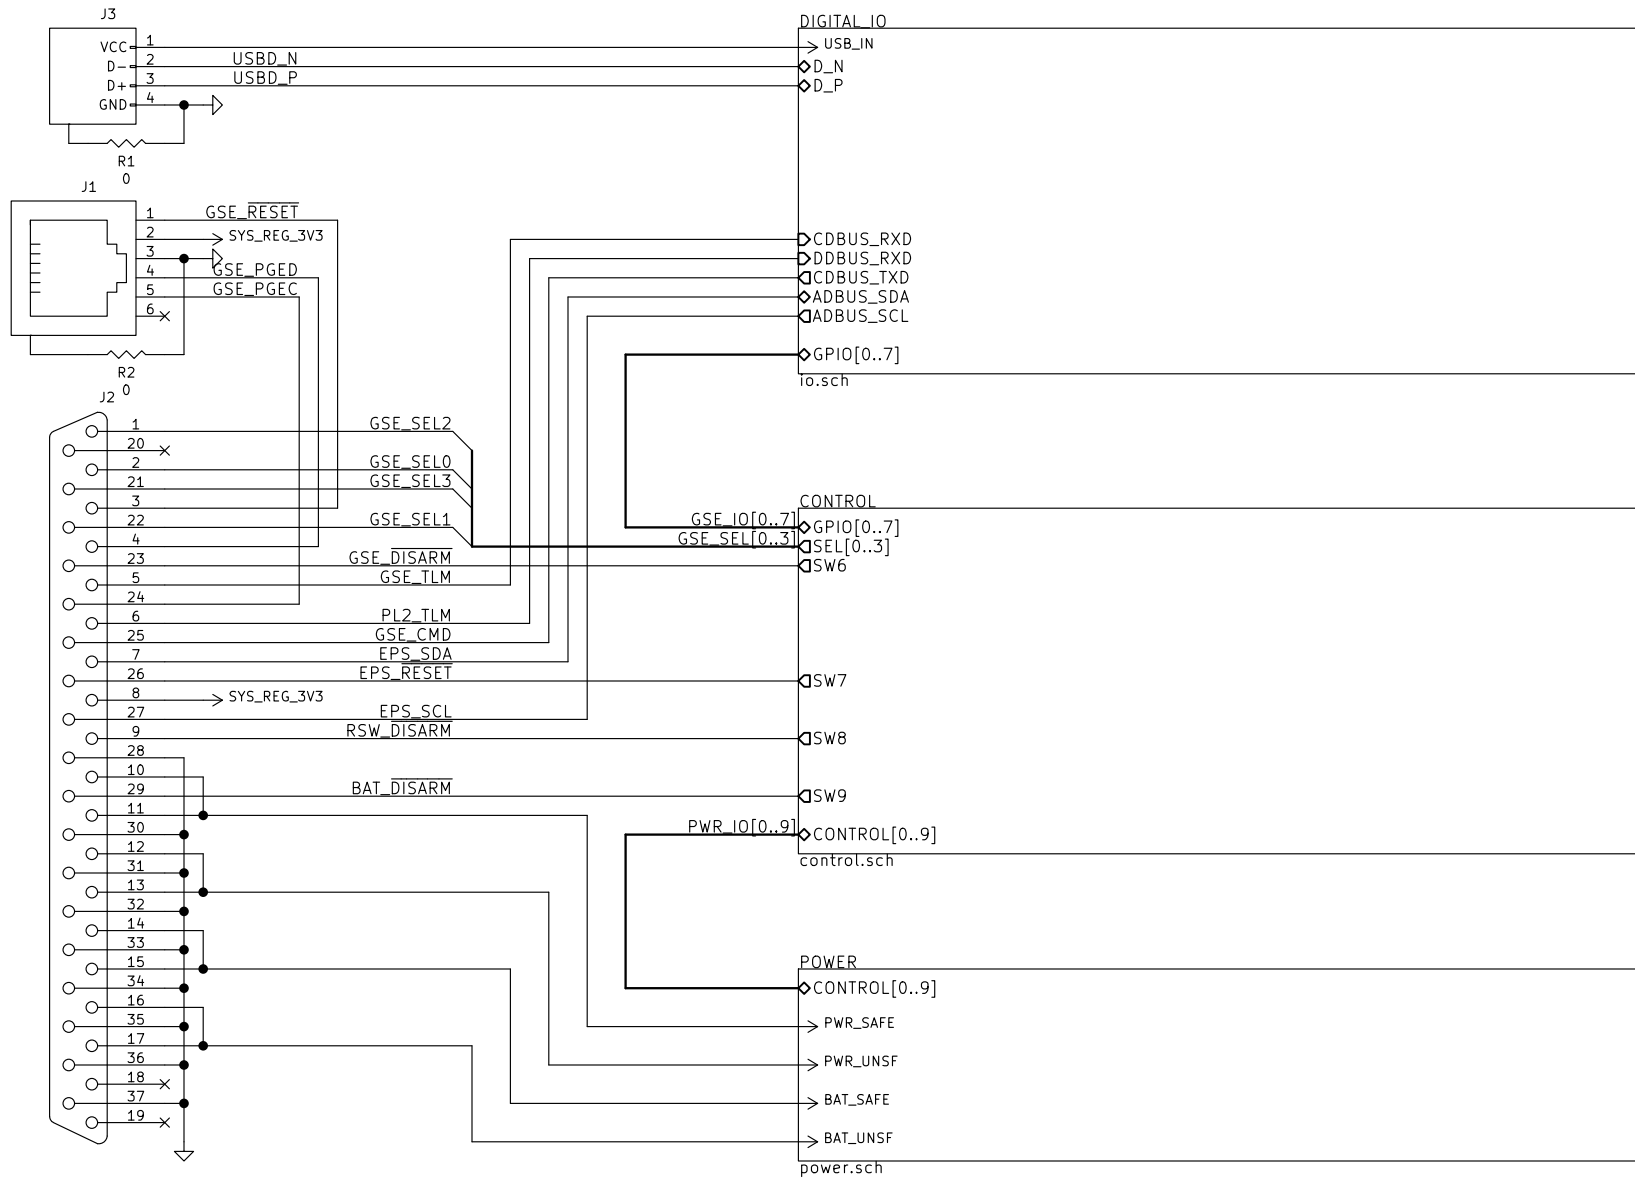 J3
VCC 1
D- 2 USBD_N
D+ 3 USBD_P
GND 4
R1
0
J1
1 GSE_RESET
2 SYS_REG_3V3
3
4 GSE_PGED
5 GSE_PGEC
6
R2
0
J2
1 GSE_SEL2
20
2 GSE_SEL0
21 GSE_SEL3
3
22 GSE_SEL1
4
23 GSE_DISARM
5 GSE_TLM
24
6 PL2_TLM
25 GSE_CMD
7 EPS_SDA
26 EPS_RESET
8 SYS_REG_3V3
27 EPS_SCL
9 RSW_DISARM
28
10
29 BAT_DISARM
11
30
12
31
13
32
14
33
15
34
16
35
17
36
18
37
19
DIGITAL_IO
USB_IN
D_N
D_P
CDBUS_RXD
DDBUS_RXD
CDBUS_TXD
ADBUS_SDA
ADBUS_SCL
GPIO[0..7]
io.sch
CONTROL
GSE_IO[0..7] GPIO[0..7]
GSE_SEL[0..3] SEL[0..3]
SW6
SW7
SW8
SW9
PWR_IO[0..9] CONTROL[0..9]
control.sch
POWER
CONTROL[0..9]
PWR_SAFE
PWR_UNSF
BAT_SAFE
BAT_UNSF
power.sch